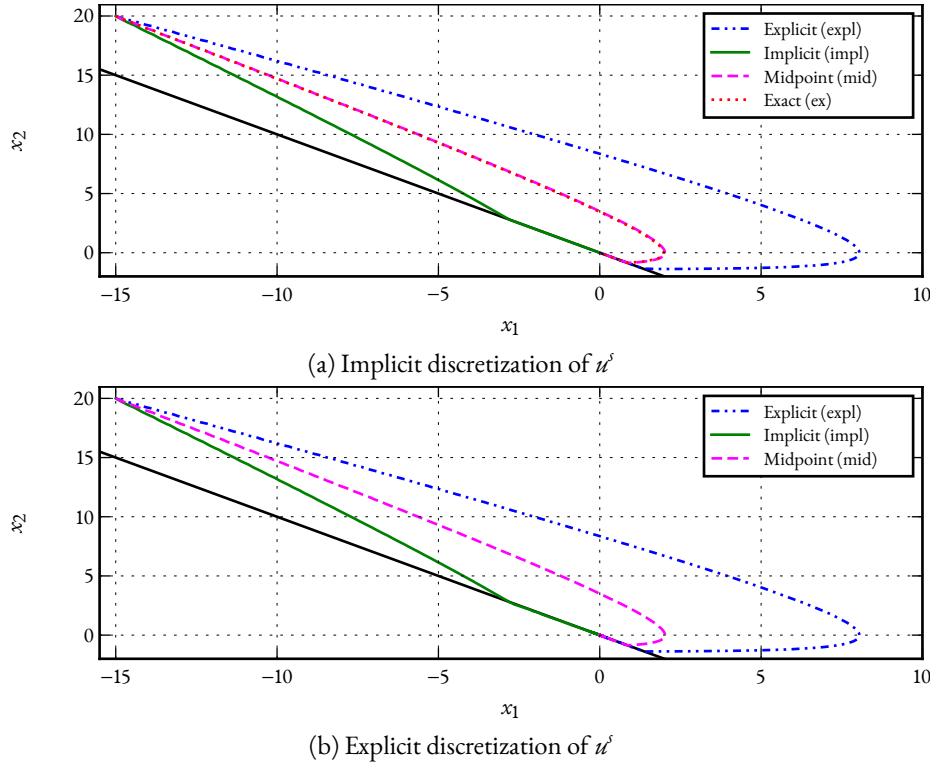 20
15
10
5
0
x₂
−15
−10
−5
0
5
10
x₁
Explicit (expl)
Implicit (impl)
Midpoint (mid)
Exact (ex)
(a) Implicit discretization of uˢ
20
15
10
5
0
x₂
−15
−10
−5
0
5
10
x₁
Explicit (expl)
Implicit (impl)
Midpoint (mid)
(b) Explicit discretization of uˢ